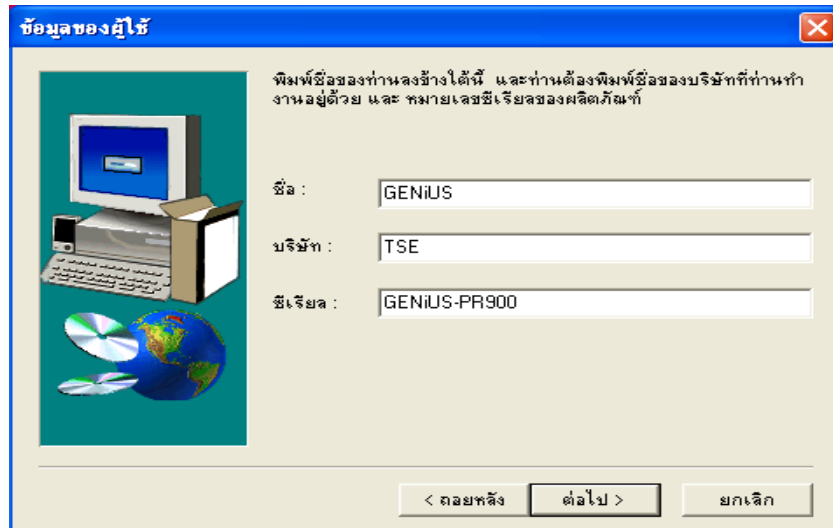 ข้อมูลของผู้ใช้
พิมพ์ชื่อของท่านลงข้างใต้นี้ และท่านต้องพิมพ์ชื่อของบริษัทที่ท่านทำ
งานอยู่ด้วย และ หมายเลขซีเรียลของผลิตภัณฑ์
ชื่อ : GENiUS
บริษัท : TSE
ซีเรียล : GENiUS-PR900
< ถอยหลัง ต่อไป > ยกเลิก